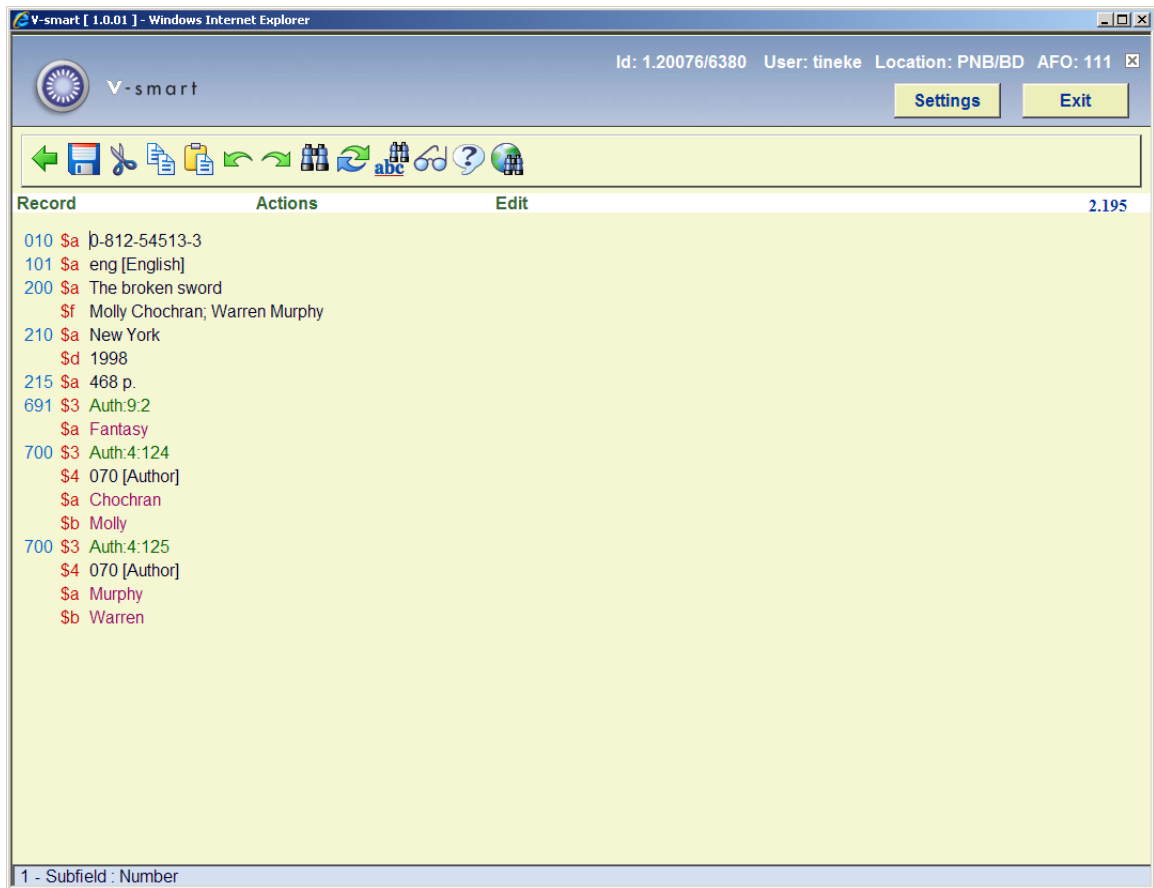 V-smart [ 1.0.01 ] - Windows Internet Explorer
Id: 1.20076/6380 User: tineke Location: PNB/BD AFO: 111
V-smart
Settings Exit
abc ?
Record Actions Edit 2.195
010 $a 0-812-54513-3
101 $a eng [English]
200 $a The broken sword
$f Molly Chochran; Warren Murphy
210 $a New York
$d 1998
215 $a 468 p.
691 $3 Auth:9:2
$a Fantasy
700 $3 Auth:4:124
$4 070 [Author]
$a Chochran
$b Molly
700 $3 Auth:4:125
$4 070 [Author]
$a Murphy
$b Warren
1 - Subfield : Number